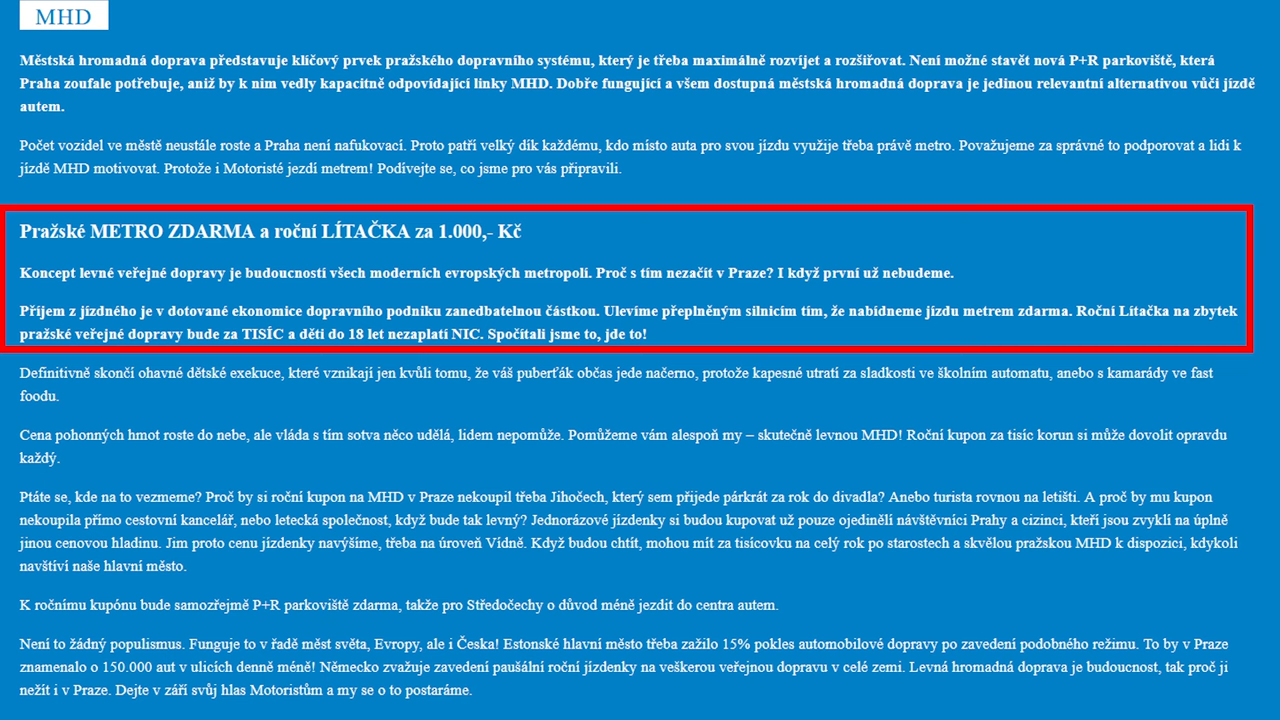 MHD
Městská hromadná doprava představuje klíčový prvek pražského dopravního systému, který je třeba maximálně rozvíjet a rozšiřovat. Není možné stavět nová P+R parkoviště, která
Praha zoufale potřebuje, aniž by k nim vedly kapacitně odpovídající linky MHD. Dobře fungující a všem dostupná městská hromadná doprava je jedinou relevantní alternativou vůči jízdě
autem.
Počet vozidel ve městě neustále roste a Praha není nafukovací. Proto patří velký dík každému, kdo místo auta pro svou jízdu využije třeba právě metro. Považujeme za správné to podporovat a lidi k
jízdě MHD motivovat. Protože i Motoristé jezdí metrem! Podívejte se, co jsme pro vás připravili.
Pražské METRO ZDARMA a roční LÍTAČKA za 1.000,- Kč
Koncept levné veřejné dopravy je budoucností všech moderních evropských metropolí. Proč s tím nezačít v Praze? I když první už nebudeme.
Příjem z jízdného je v dotované ekonomice dopravního podniku zanedbatelnou částkou. Ulevíme přeplněným silnicím tím, že nabídneme jízdu metrem zdarma. Roční Lítačka na zbytek
pražské veřejné dopravy bude za TISÍC a děti do 18 let nezaplatí NIC. Spočítali jsme to, jde to!
Definitivně skončí ohavné dětské exekuce, které vznikají jen kvůli tomu, že váš puberťák občas jede načerno, protože kapesné utratí za sladkosti ve školním automatu, anebo s kamarády ve fast
foodu.
Cena pohonných hmot roste do nebe, ale vláda s tím sotva něco udělá, lidem nepomůže. Pomůžeme vám alespoň my – skutečně levnou MHD! Roční kupon za tisíc korun si může dovolit opravdu
každý.
Ptáte se, kde na to vezmeme? Proč by si roční kupon na MHD v Praze nekoupil třeba Jihočech, který sem přijede párkrát za rok do divadla? Anebo turista rovnou na letišti. A proč by mu kupon
nekoupila přímo cestovní kancelář, nebo letecká společnost, když bude tak levný? Jednorázové jízdenky si budou kupovat už pouze ojedinělí návštěvníci Prahy a cizinci, kteří jsou zvyklí na úplně
jinou cenovou hladinu. Jim proto cenu jízdenky navýšíme, třeba na úroveň Vídně. Když budou chtít, mohou mít za tisícovku na celý rok po starostech a skvělou pražskou MHD k dispozici, kdykoli
navštíví naše hlavní město.
K ročnímu kupónu bude samozřejmě P+R parkoviště zdarma, takže pro Středočechy o důvod méně jezdit do centra autem.
Není to žádný populismus. Funguje to v řadě měst světa, Evropy, ale i Česka! Estonské hlavní město třeba zažilo 15% pokles automobilové dopravy po zavedení podobného režimu. To by v Praze
znamenalo o 150.000 aut v ulicích denně méně! Německo zvažuje zavedení paušální roční jízdenky na veškerou veřejnou dopravu v celé zemi. Levná hromadná doprava je budoucnost, tak proč ji
nežít i v Praze. Dejte v září svůj hlas Motoristům a my se o to postaráme.